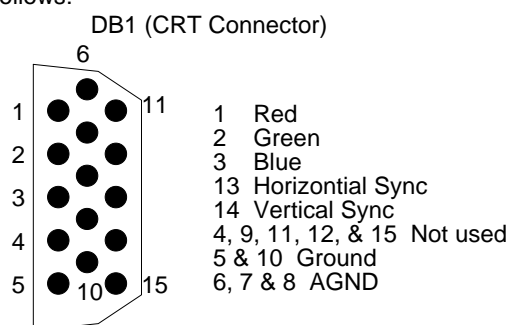 ollows:
DB1 (CRT Connector)
6
1
11
2
3
4
5
10
15
1 Red
2 Green
3 Blue
13 Horizontial Sync
14 Vertical Sync
4, 9, 11, 12, & 15 Not used
5 & 10 Ground
6, 7 & 8 AGND